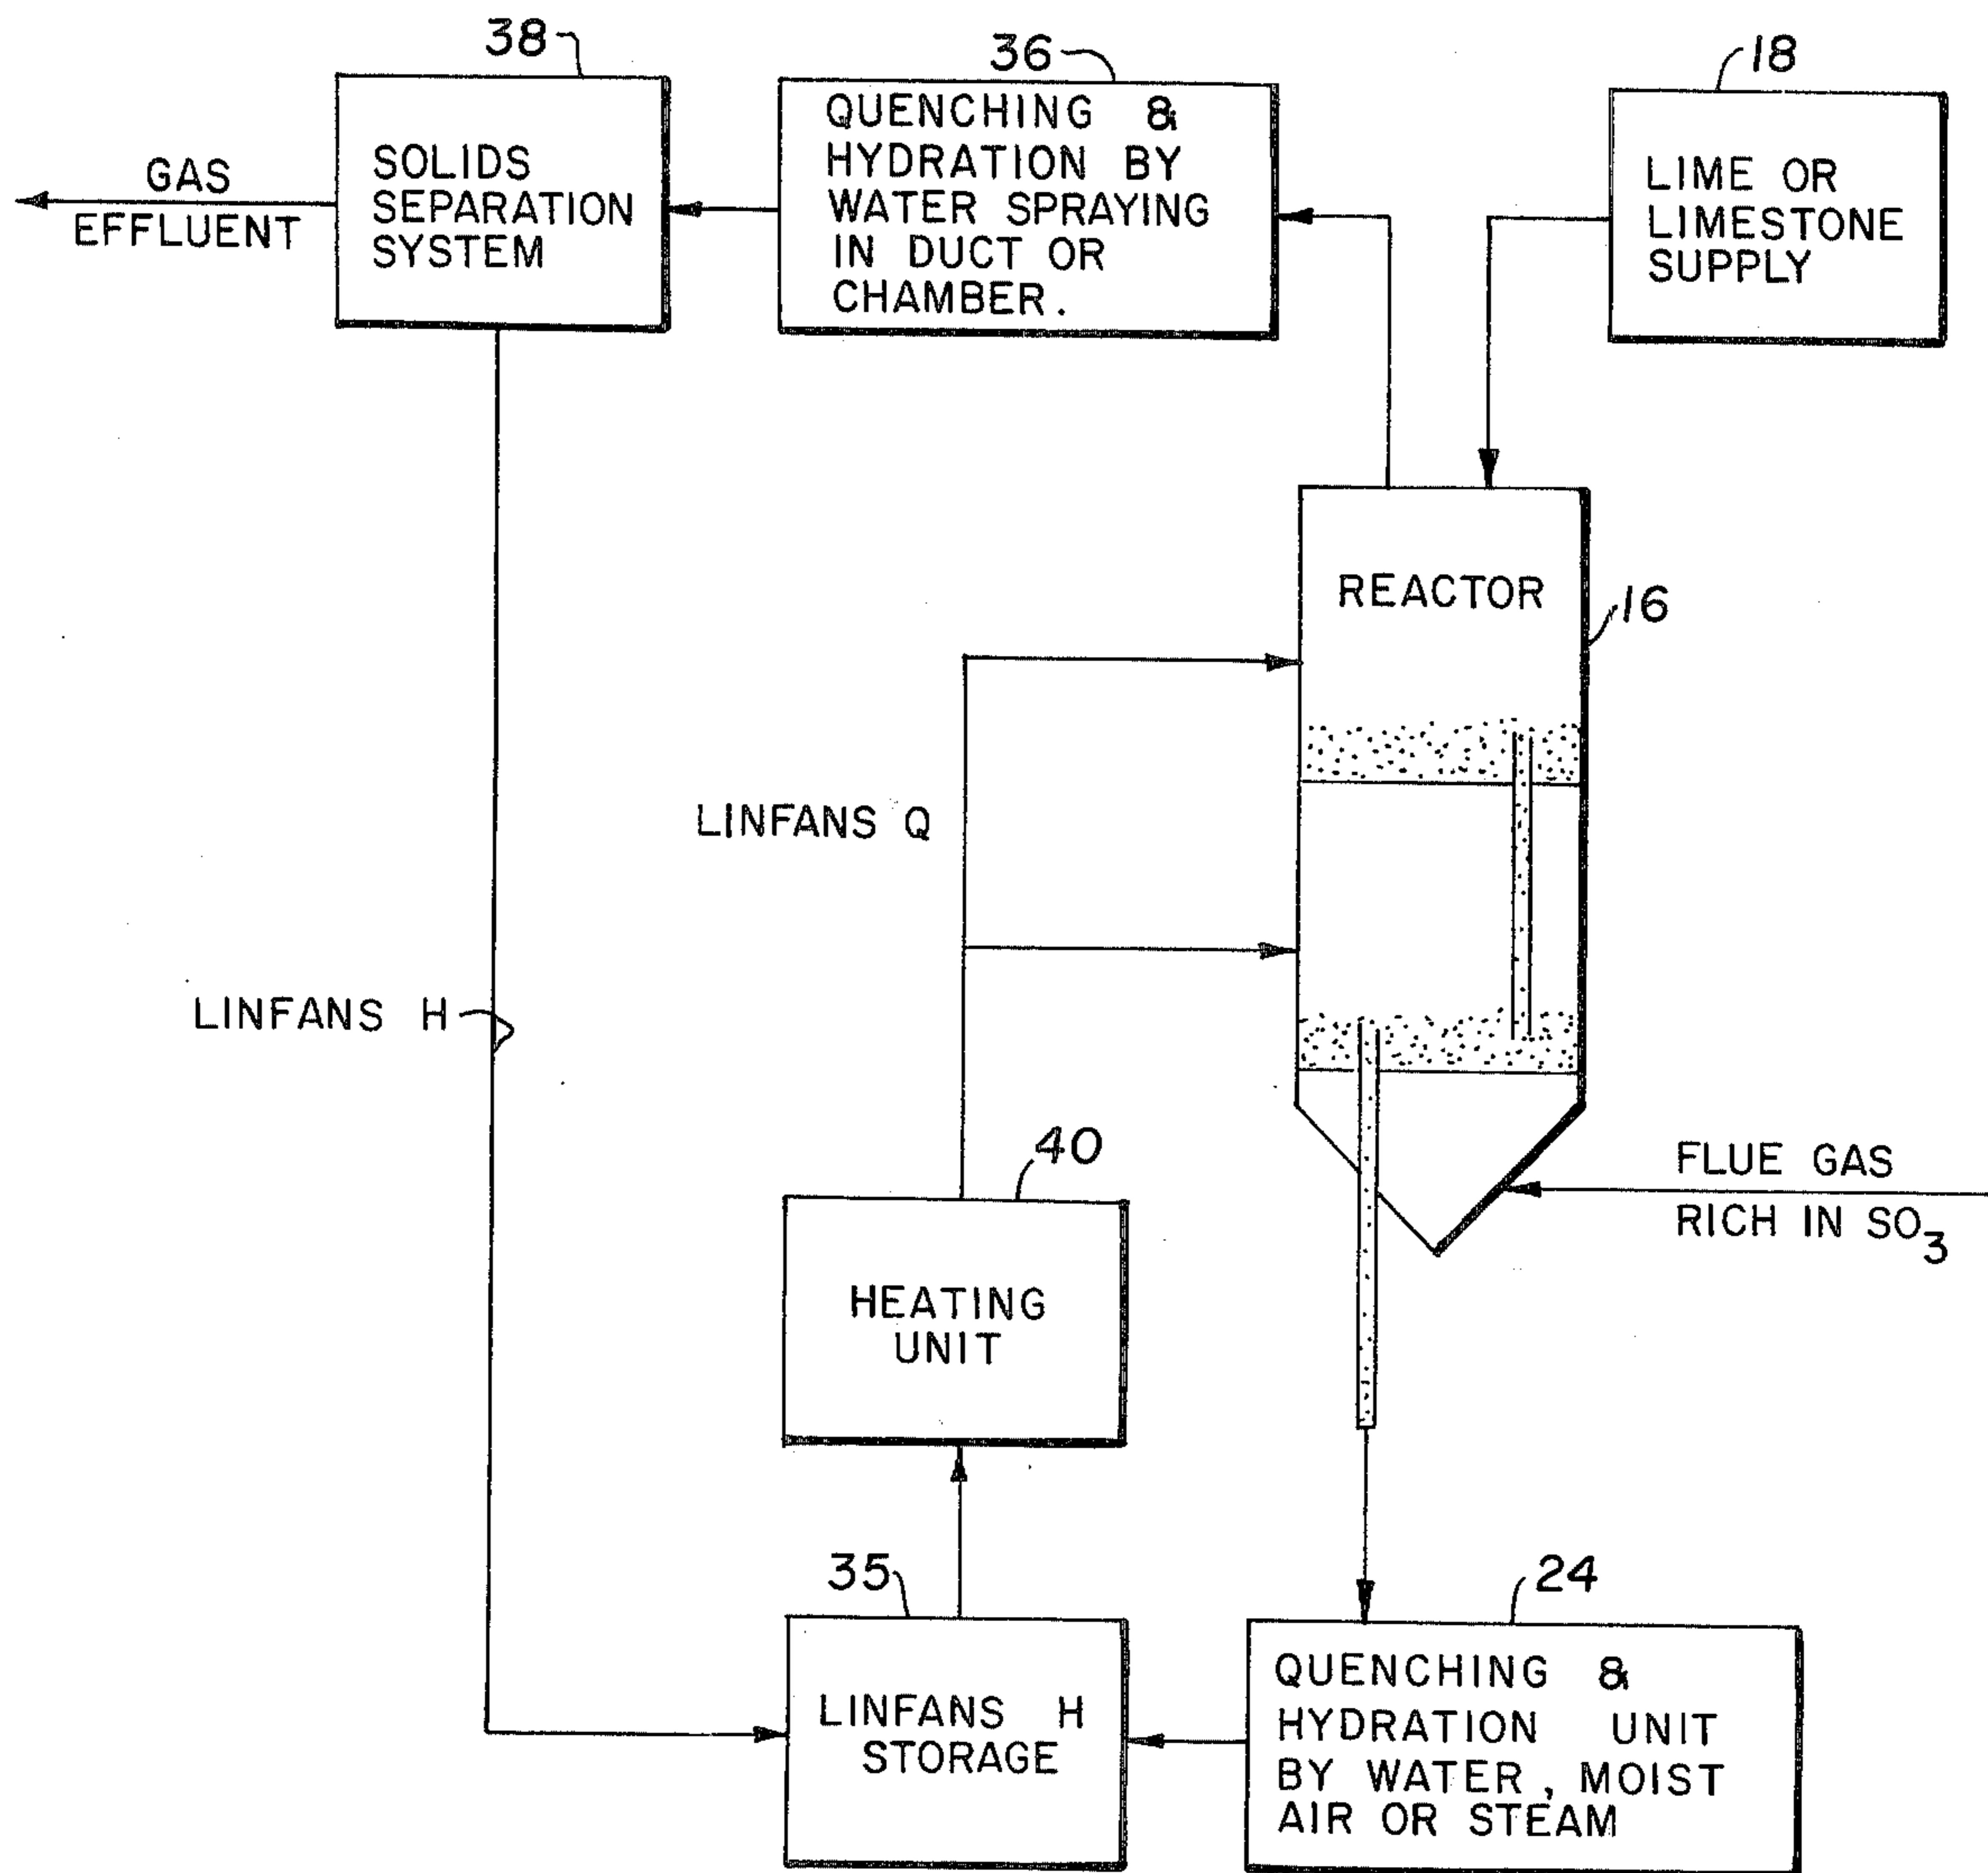 38
36
18
SOLIDS
SEPARATION
SYSTEM
QUENCHING &
HYDRATION BY
WATER SPRAYING
IN DUCT OR
CHAMBER.
LIME OR
LIMESTONE
SUPPLY
GAS
EFFLUENT
REACTOR
16
LINFANS Q
LINFANS H
40
FLUE GAS
RICH IN SO3
HEATING
UNIT
35
24
LINFANS H
STORAGE
QUENCHING &
HYDRATION UNIT
BY WATER, MOIST
AIR OR STEAM